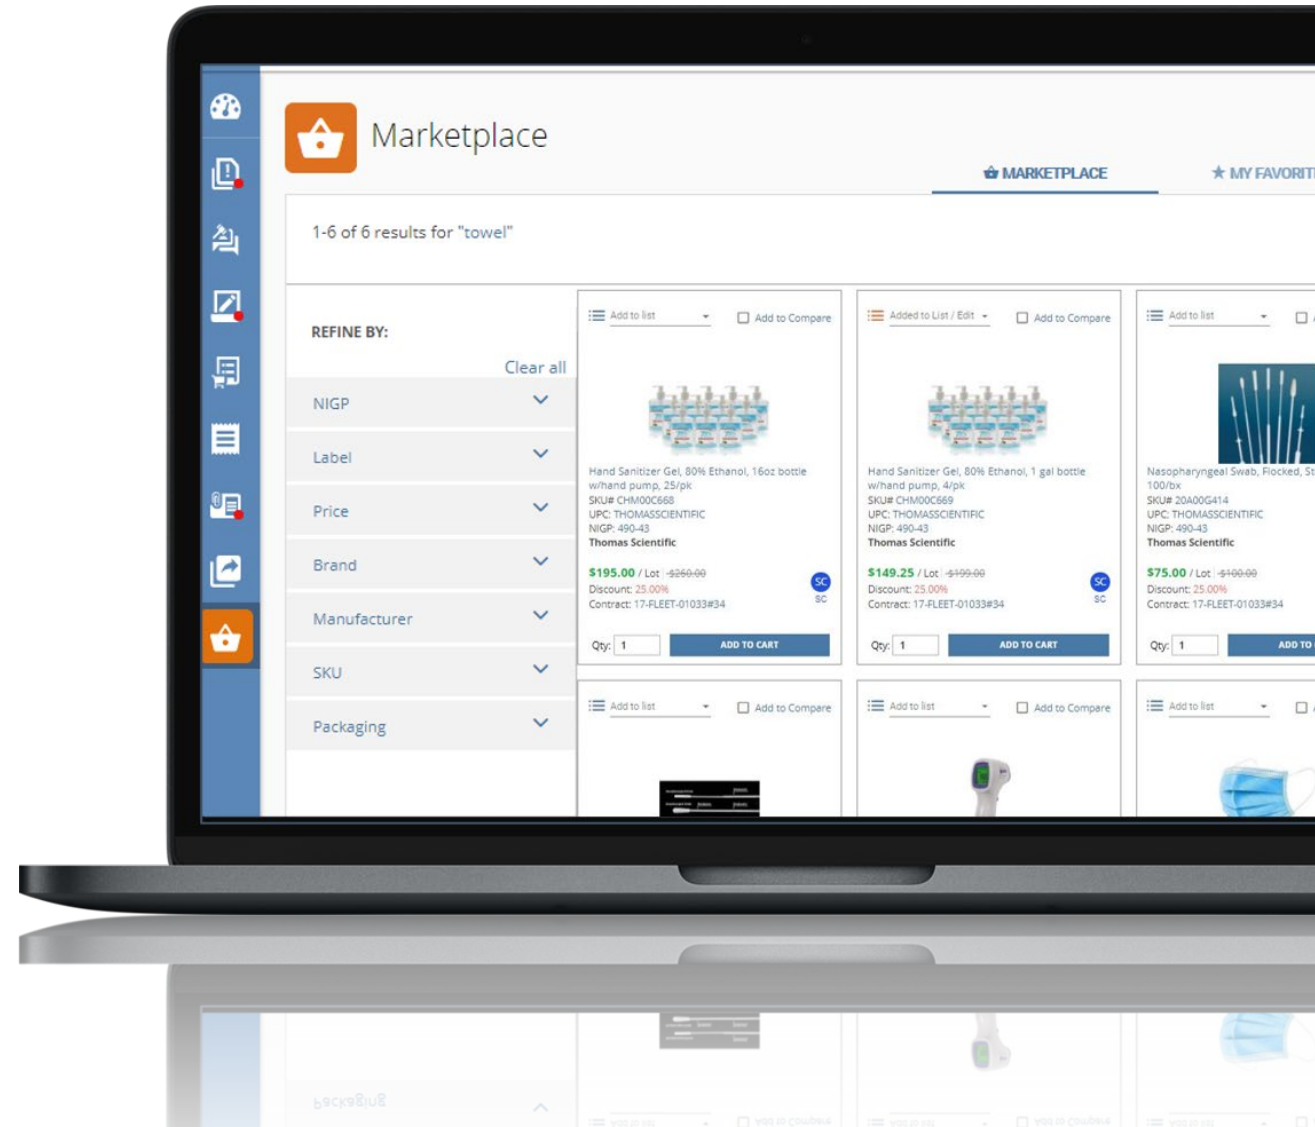 Marketplace
MARKETPLACE
MY FAVORIT
1-6 of 6 results for "towel"
REFINE BY:
Clear all
NIGP
Label
Price
Brand
Manufacturer
SKU
Packaging
Add to list
Add to Compare
Hand Sanitizer Gel, 80% Ethanol, 16oz bottle
w/hand pump, 25/pk
SKU# CHM00C668
UPC: THOMASSCIENTIFIC
NIGP: 490-43
Thomas Scientific
$195.00 / Lot $260.00
Discount: 25.00%
Contract: 17-FLEET-01033#34
SC
SC
Qty: 1
ADD TO CART
Added to List / Edit
Add to Compare
Hand Sanitizer Gel, 80% Ethanol, 1 gal bottle
w/hand pump, 4/pk
SKU# CHM00C669
UPC: THOMASSCIENTIFIC
NIGP: 490-43
Thomas Scientific
$149.25 / Lot $199.00
Discount: 25.00%
Contract: 17-FLEET-01033#34
SC
SC
Qty: 1
ADD TO CART
Add to list
Nasopharyngeal Swab, Flocked, St
100/bx
SKU# 20A00G414
UPC: THOMASSCIENTIFIC
NIGP: 490-43
Thomas Scientific
$75.00 / Lot $100.00
Discount: 25.00%
Contract: 17-FLEET-01033#34
Qty: 1
ADD TO
Add to list
Add to Compare
Add to list
Add to Compare
Add to list